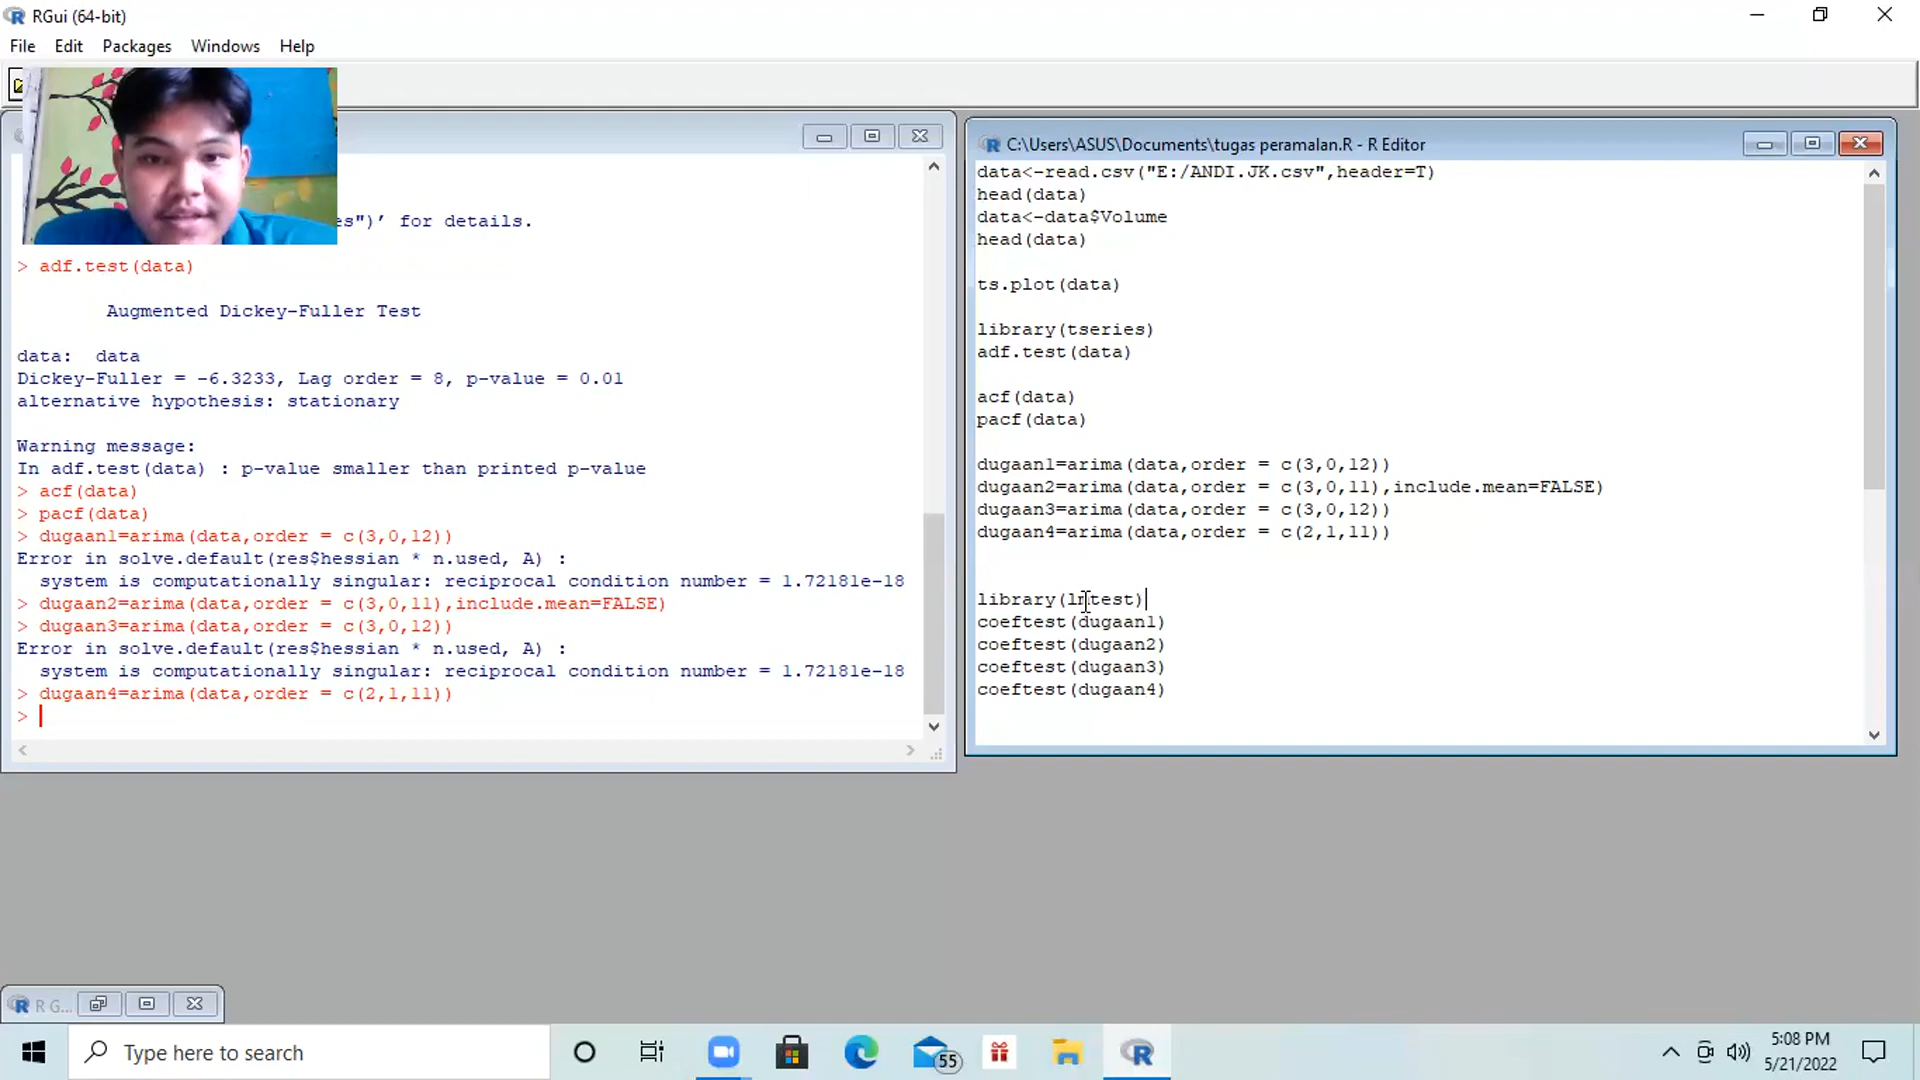 RGui (64-bit)
File Edit Packages Windows Help
es")’ for details.
> adf.test(data)
Augmented Dickey-Fuller Test
data: data
Dickey-Fuller = -6.3233, Lag order = 8, p-value = 0.01
alternative hypothesis: stationary
Warning message:
In adf.test(data) : p-value smaller than printed p-value
> acf(data)
> pacf(data)
> dugaan1=arima(data,order = c(3,0,12))
Error in solve.default(res$hessian * n.used, A) :
system is computationally singular: reciprocal condition number = 1.72181e-18
> dugaan2=arima(data,order = c(3,0,11),include.mean=FALSE)
> dugaan3=arima(data,order = c(3,0,12))
Error in solve.default(res$hessian * n.used, A) :
system is computationally singular: reciprocal condition number = 1.72181e-18
> dugaan4=arima(data,order = c(2,1,11))
>
C:\Users\ASUS\Documents\tugas peramalan.R - R Editor
data<-read.csv("E:/ANDI.JK.csv",header=T)
head(data)
data<-data$Volume
head(data)
ts.plot(data)
library(tseries)
adf.test(data)
acf(data)
pacf(data)
dugaan1=arima(data,order = c(3,0,12))
dugaan2=arima(data,order = c(3,0,11),include.mean=FALSE)
dugaan3=arima(data,order = c(3,0,12))
dugaan4=arima(data,order = c(2,1,11))
library(lmtest)
coeftest(dugaan1)
coeftest(dugaan2)
coeftest(dugaan3)
coeftest(dugaan4)
R G...
Type here to search
55
5:08 PM
5/21/2022